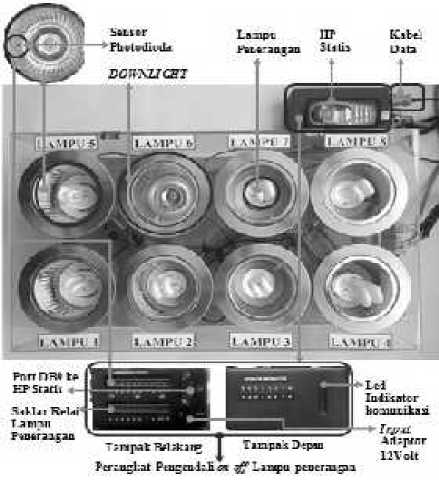 Sensor
Photodioda
Lampu
Penerangan
HP
Statis
Kabel
Data
DOWNLIGHT
LAMPU 5
LAMPU 6
LAMPU 7
LAMPU 8
LAMPU 1
LAMPU 2
LAMPU 3
LAMPU 4
Port DB9 ke
HP Statis
Saklar Relai
Lampu
Penerangan
Led
Indikator
komunikasi
Input
Adaptor
12Volt
Tampak Belakang
Tampak Depan
Perangkat Pengendali on off Lampu penerangan